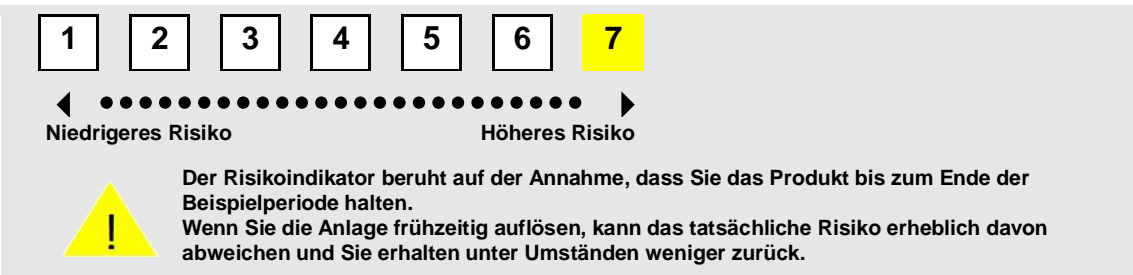 1 2 3 4 5 6 7
Niedrigeres Risiko Höheres Risiko
Der Risikoindikator beruht auf der Annahme, dass Sie das Produkt bis zum Ende der
Beispielperiode halten.
Wenn Sie die Anlage frühzeitig auflösen, kann das tatsächliche Risiko erheblich davon
abweichen und Sie erhalten unter Umständen weniger zurück.
!